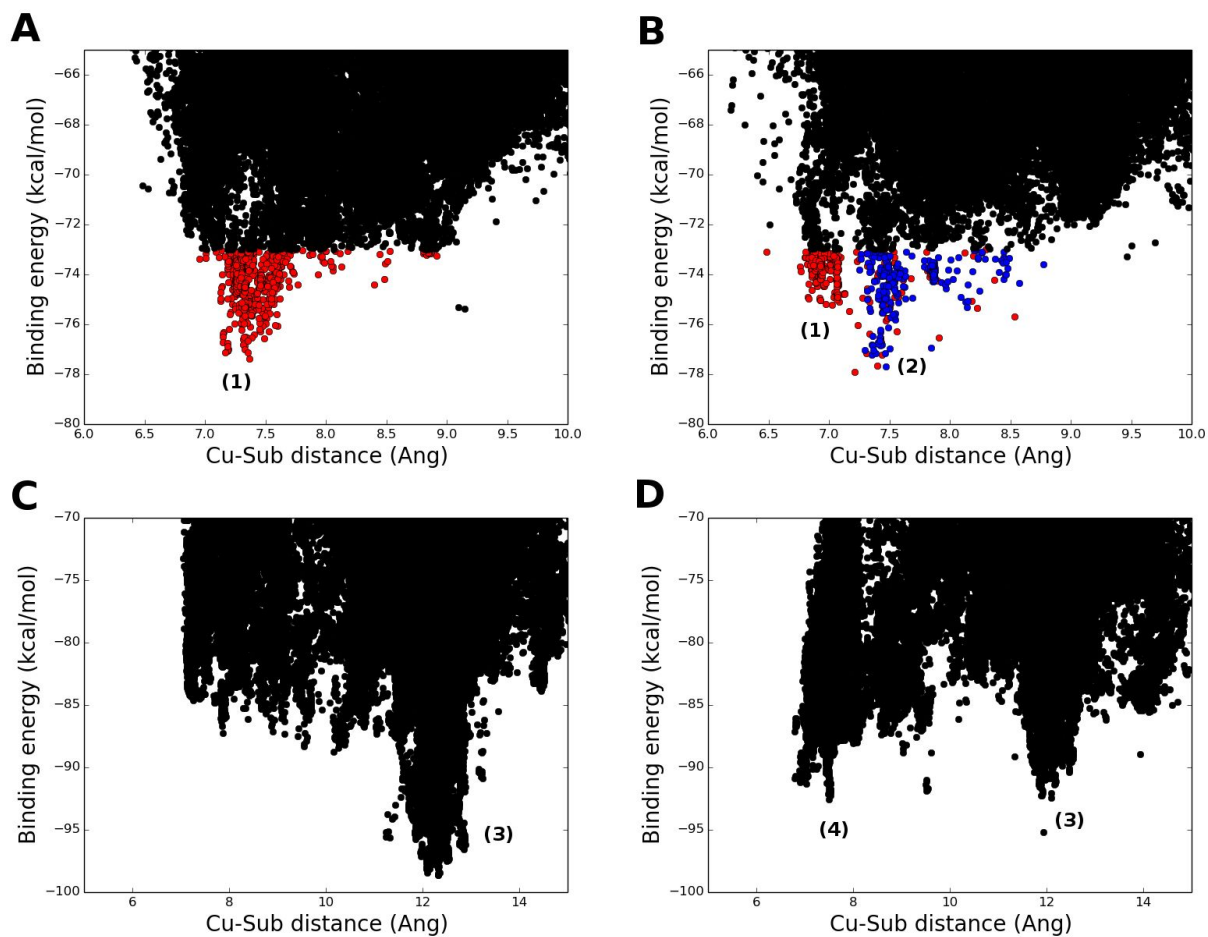 A
B
−66
−68
−70
−72
−74
−76
−78
−80
Binding energy (kcal/mol)
(1)
6.0 6.5 7.0 7.5 8.0 8.5 9.0 9.5 10.0
Cu-Sub distance (Ang)
−66
−68
−70
−72
−74
−76
−78
−80
Binding energy (kcal/mol)
(1)
(2)
6.0 6.5 7.0 7.5 8.0 8.5 9.0 9.5 10.0
Cu-Sub distance (Ang)
C
D
−70
−75
−80
−85
−90
−95
−100
Binding energy (kcal/mol)
(3)
6 8 10 12 14
Cu-Sub distance (Ang)
−70
−75
−80
−85
−90
−95
−100
Binding energy (kcal/mol)
(4)
(3)
6 8 10 12 14
Cu-Sub distance (Ang)